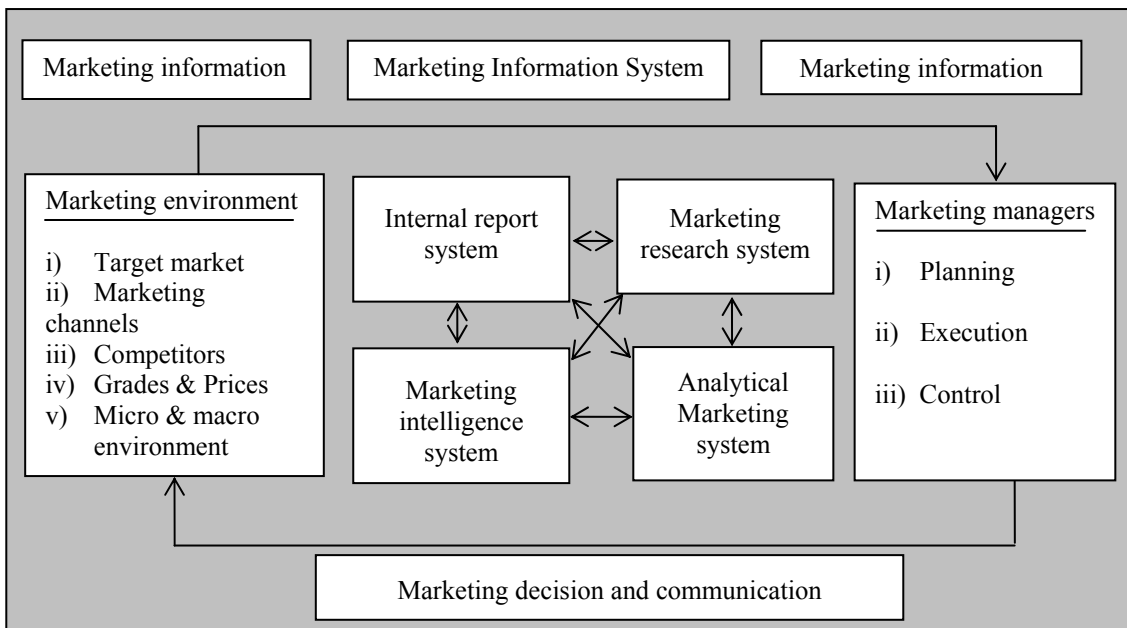 Marketing information
Marketing Information System
Marketing information
Marketing environment
i) Target market
ii) Marketing
channels
iii) Competitors
iv) Grades & Prices
v) Micro & macro
environment
Internal report
system
Marketing
research system
Marketing
intelligence
system
Analytical
Marketing
system
Marketing managers
i) Planning
ii) Execution
iii) Control
Marketing decision and communication